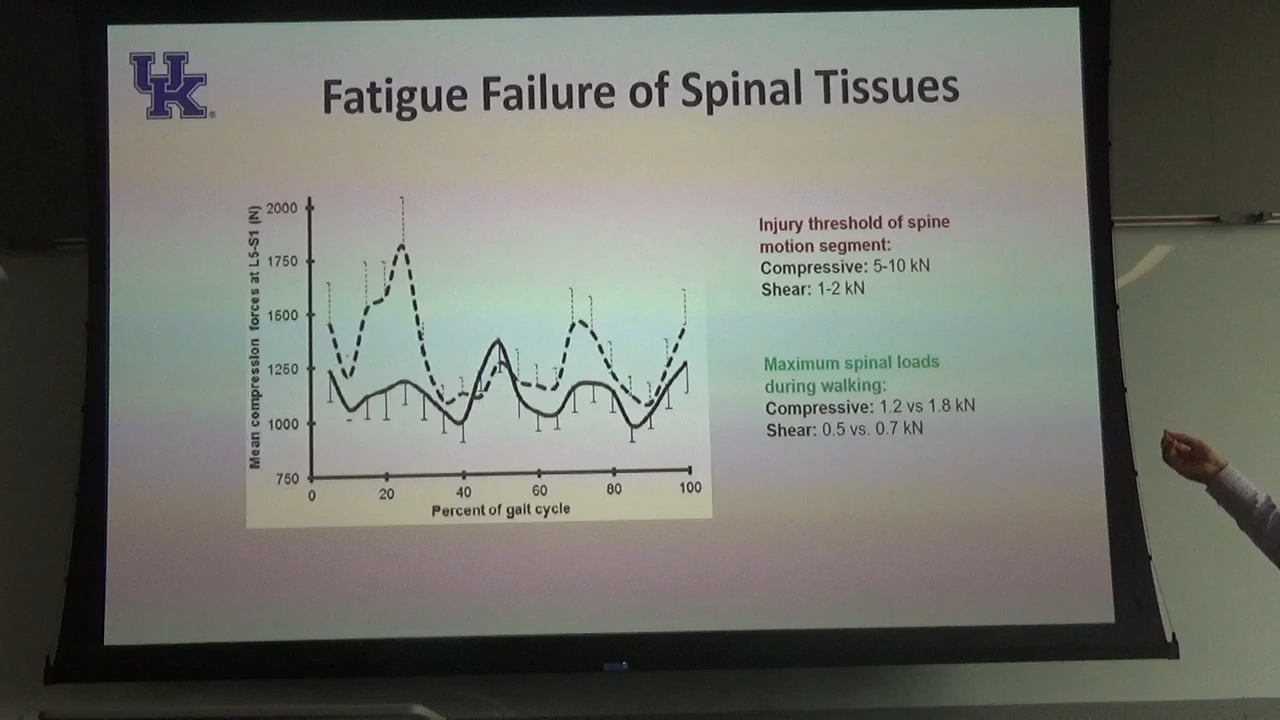 UK
Fatigue Failure of Spinal Tissues
Mean compression forces at L5-S1 (N)
2000
1750
1500
1250
1000
750
0 20 40 60 80 100
Percent of gait cycle
Injury threshold of spine
motion segment:
Compressive: 5-10 kN
Shear: 1-2 kN
Maximum spinal loads
during walking:
Compressive: 1.2 vs 1.8 kN
Shear: 0.5 vs. 0.7 kN